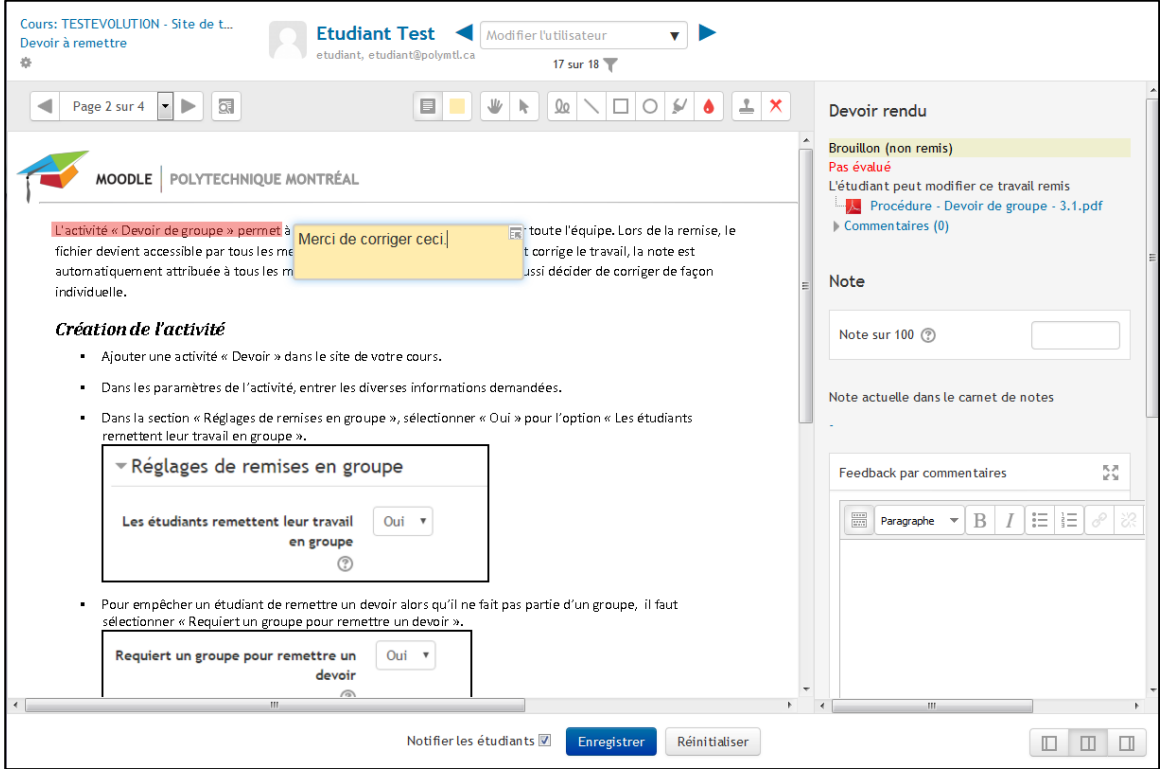 Cours: TESTEVOLUTION - Site de t...
Devoir à remettre
Etudiant Test
etudiant, etudiant@polymtl.ca
Modifier l'utilisateur
17 sur 18
Page 2 sur 4
MOODLE | POLYTECHNIQUE MONTRÉAL
L'activité « Devoir de groupe » permet à
toute l'équipe. Lors de la remise, le
Merci de corriger ceci.
fichier devient accessible par tous les
corrige le travail, la note est
automatiquement attribuée à tous les
décider de corriger de façon
individuelle.
Création de l'activité
▪ Ajouter une activité « Devoir » dans le site de votre cours.
▪ Dans les paramètres de l'activité, entrer les diverses informations demandées.
▪ Dans la section « Réglages de remises en groupe », sélectionner « Oui » pour l'option « Les étudiants
remettent leur travail en groupe ».
Réglages de remises en groupe
Les étudiants remettent leur travail
Oui
en groupe
▪ Pour empêcher un étudiant de remettre un devoir alors qu'il ne fait pas partie d'un groupe, il faut
sélectionner « Requiert un groupe pour remettre un devoir ».
Requiert un groupe pour remettre un
Oui
devoir
Devoir rendu
Brouillon (non remis)
Pas évalué
L'étudiant peut modifier ce travail remis
Procédure - Devoir de groupe - 3.1.pdf
Commentaires (0)
Note
Note sur 100
Note actuelle dans le carnet de notes
-
Feedback par commentaires
Paragraphe
B I
Notifier les étudiants
Enregistrer
Réinitialiser